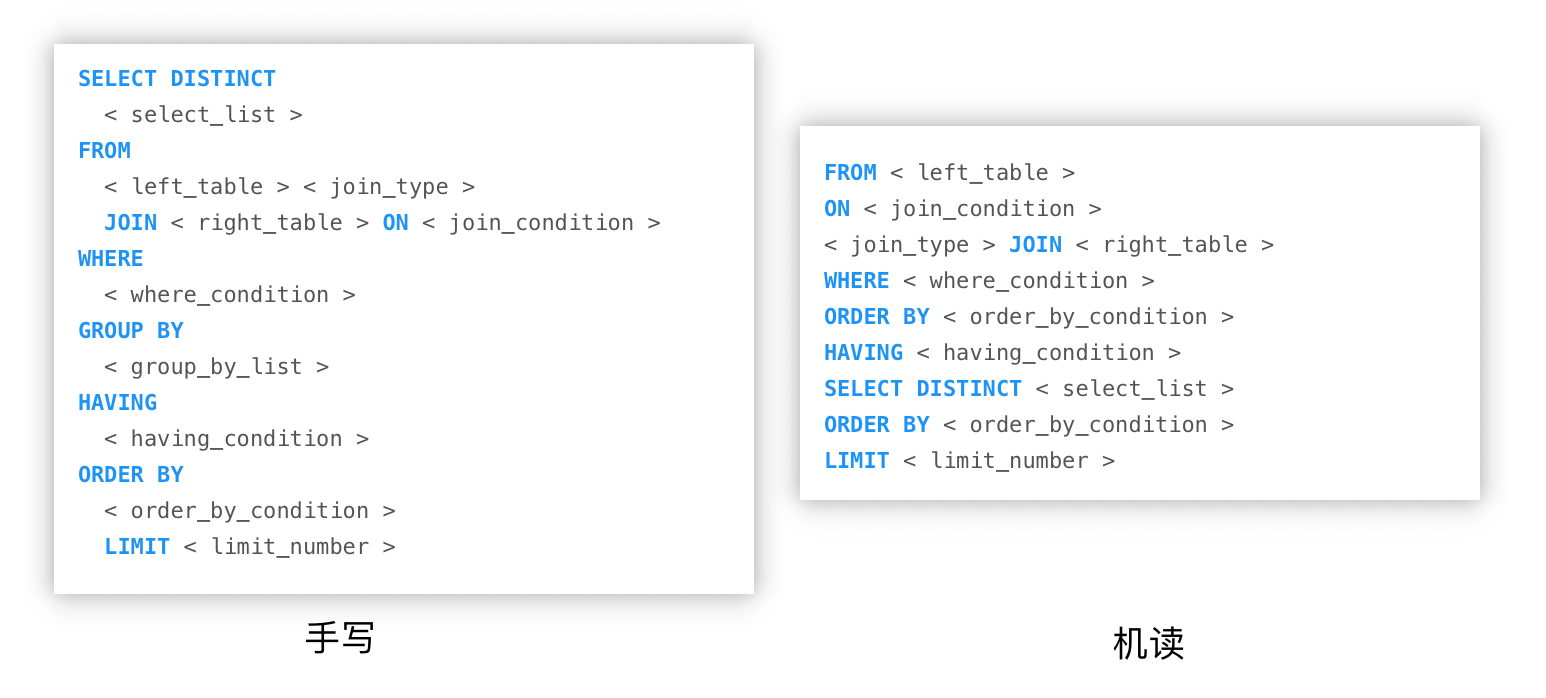 SELECT DISTINCT
< select_list >
FROM
< left_table > < join_type >
JOIN < right_table > ON < join_condition >
WHERE
< where_condition >
GROUP BY
< group_by_list >
HAVING
< having_condition >
ORDER BY
< order_by_condition >
LIMIT < limit_number >
手写
FROM < left_table >
ON < join_condition >
< join_type > JOIN < right_table >
WHERE < where_condition >
ORDER BY < order_by_condition >
HAVING < having_condition >
SELECT DISTINCT < select_list >
ORDER BY < order_by_condition >
LIMIT < limit_number >
机读